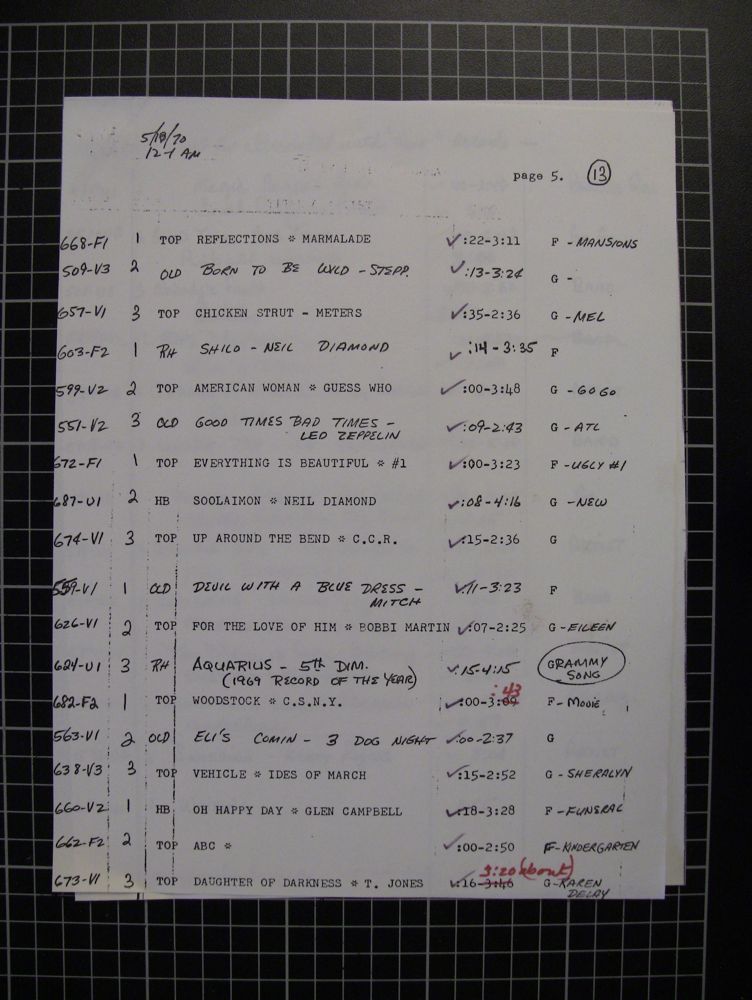 5/18/70
12-1 AM
page 5. 13
668-F1 1 TOP REFLECTIONS * MARMALADE ✓:22-3:11 F - MANSIONS
509-V3 2 OLD BORN TO BE WILD - STEPP. ✓:13-3:24 G -
657-V1 3 TOP CHICKEN STRUT - METERS ✓:35-2:36 G - MEL
603-F2 1 RH SHILO - NEIL DIAMOND ✓:14-3:35 F
599-V2 2 TOP AMERICAN WOMAN * GUESS WHO ✓:00-3:48 G - GO GO
551-V2 3 OLD GOOD TIMES BAD TIMES - ✓:09-2:43 G - ATL
LED ZEPPELIN
672-F1 1 TOP EVERYTHING IS BEAUTIFUL * #1 ✓:00-3:23 F - UGLY #1
687-U1 2 HB SOOLAIMON * NEIL DIAMOND ✓:08-4:16 G - NEW
674-V1 3 TOP UP AROUND THE BEND * C.C.R. ✓:15-2:36 G
559-V1 1 OLD DEVIL WITH A BLUE DRESS - ✓:11-3:23 F
MITCH
626-V1 2 TOP FOR THE LOVE OF HIM * BOBBI MARTIN ✓:07-2:25 G - EILEEN
624-U1 3 RH AQUARIUS - 5th DIM. ✓:15-4:15 GRAMMY
(1969 RECORD OF THE YEAR) SONG
:43
682-F2 1 TOP WOODSTOCK * C.S.N.Y. ✓:00-3:09 F - MOOIE
563-V1 2 OLD ELI'S COMIN - 3 DOG NIGHT ✓:00-2:37 G
638-V3 3 TOP VEHICLE * IDES OF MARCH ✓:15-2:52 G - SHERALYN
660-V2 1 HB OH HAPPY DAY * GLEN CAMPBELL ✓:18-3:28 F - FUNERAL
662-F2 2 TOP ABC * ✓:00-2:50 F - KINDERGARTEN
3:20 (about)
673-V1 3 TOP DAUGHTER OF DARKNESS * T. JONES ✓:16-3:46 G - KAREN
DELAY